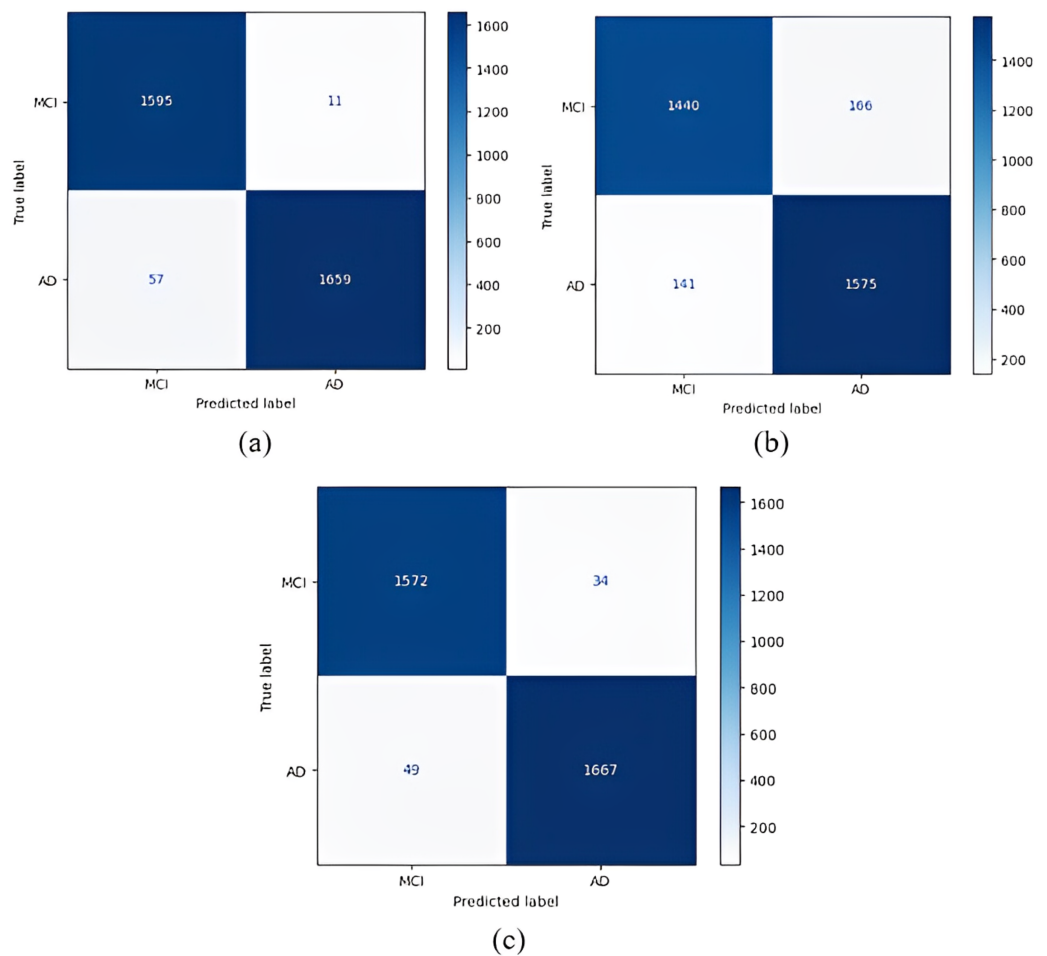 1600
1400
1200
1000
800
600
400
200
MCI
AD
True label
1595
11
57
1659
MCI
AD
Predicted label
(a)
1400
1200
1000
800
600
400
200
MCI
AD
True label
1440
166
141
1575
MCI
AD
Predicted label
(b)
1600
1400
1200
1000
800
600
400
200
MCI
AD
True label
1572
34
49
1667
MCI
AD
Predicted label
(c)